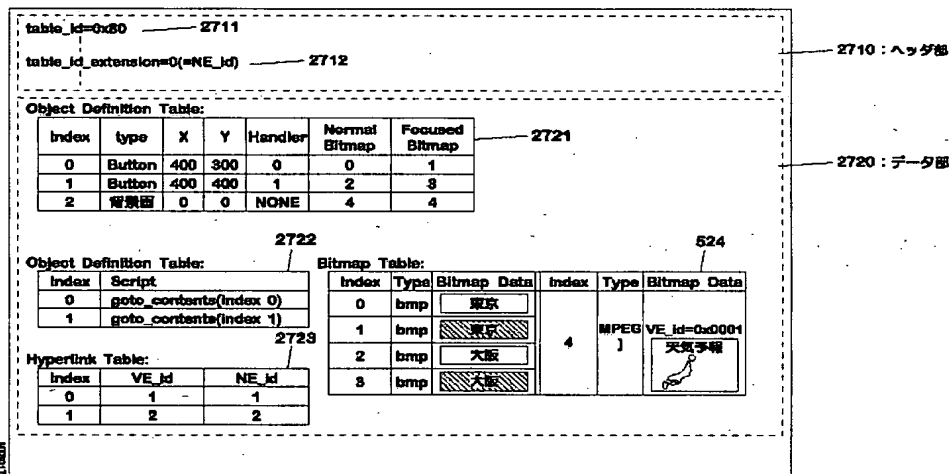 table_id=0x80 2711
table_id_extension=0(=NE_id) 2712
2710：ヘッダ部
Object Definition Table:
Index type X Y Handler Normal Bitmap Focused Bitmap
2721
0 Button 400 300 0 0 1
1 Button 400 400 1 2 3
2 背景画 0 0 NONE 4 4
2720：データ部
2722
Object Definition Table:
Index Script
0 goto_contents(index 0)
1 goto_contents(index 1)
2723
Hyperlink Table:
Index VE_id NE_id
0 1 1
1 2 2
524
Bitmap Table:
Index Type Bitmap Data Index Type Bitmap Data
0 bmp 東京
1 bmp 東京
2 bmp 大阪
3 bmp 大阪
4 MPEG I VE_id=0x0001
天気予報